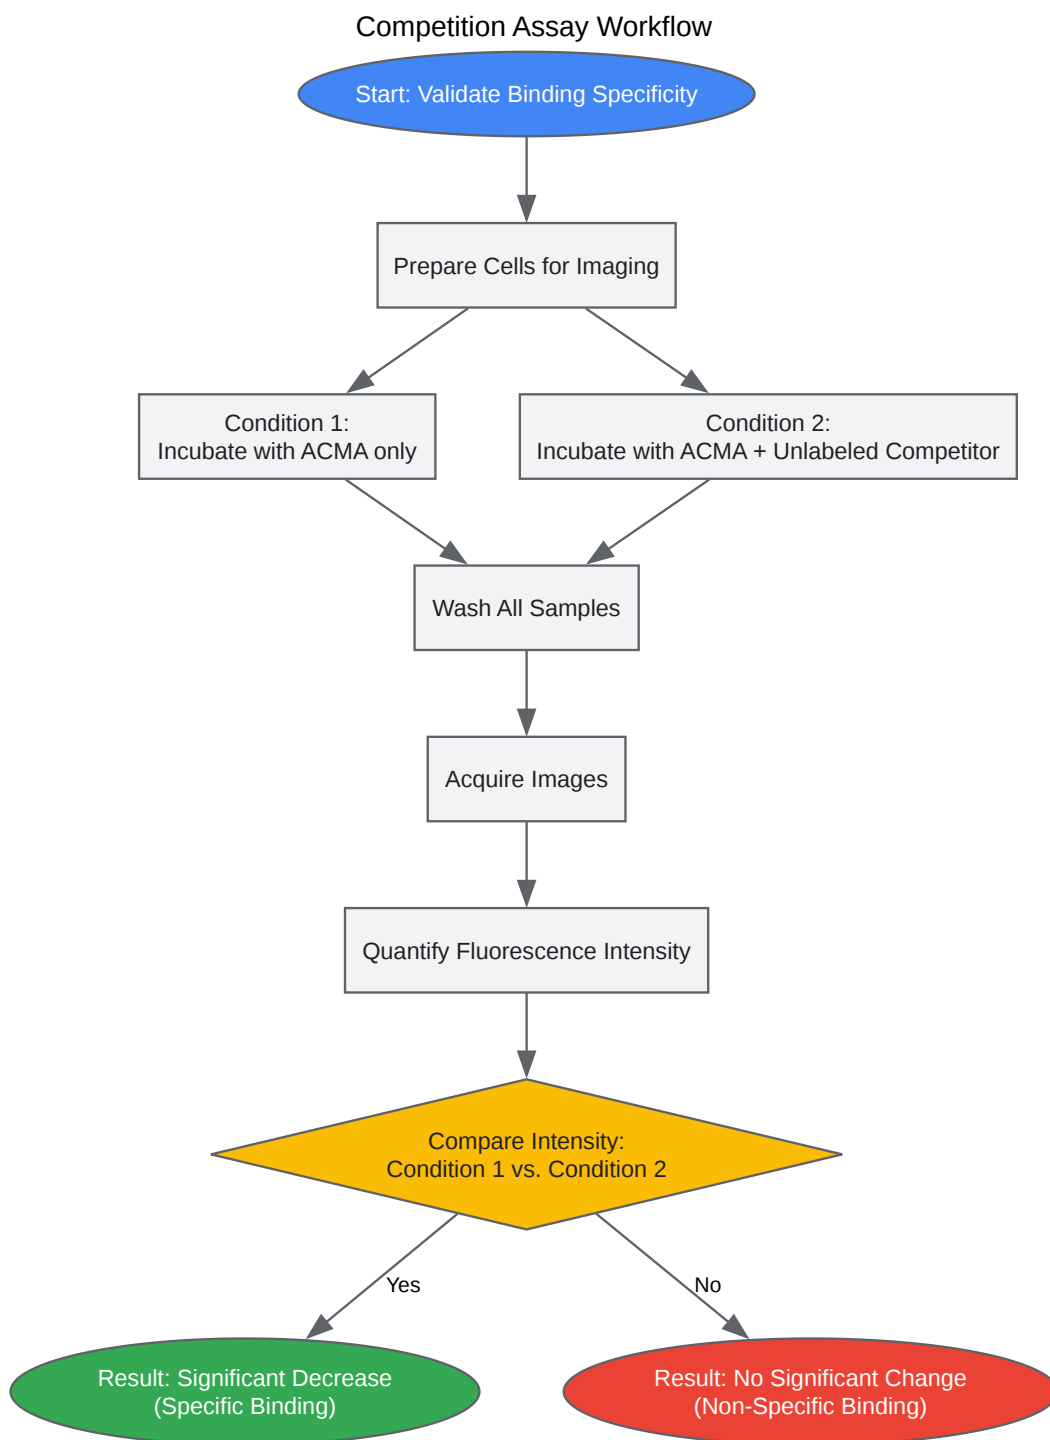 Competition Assay Workflow
Start: Validate Binding Specificity
Prepare Cells for Imaging
Condition 1:
Incubate with ACMA only
Condition 2:
Incubate with ACMA + Unlabeled Competitor
Wash All Samples
Acquire Images
Quantify Fluorescence Intensity
Compare Intensity:
Condition 1 vs. Condition 2
Yes
No
Result: Significant Decrease
(Specific Binding)
Result: No Significant Change
(Non-Specific Binding)